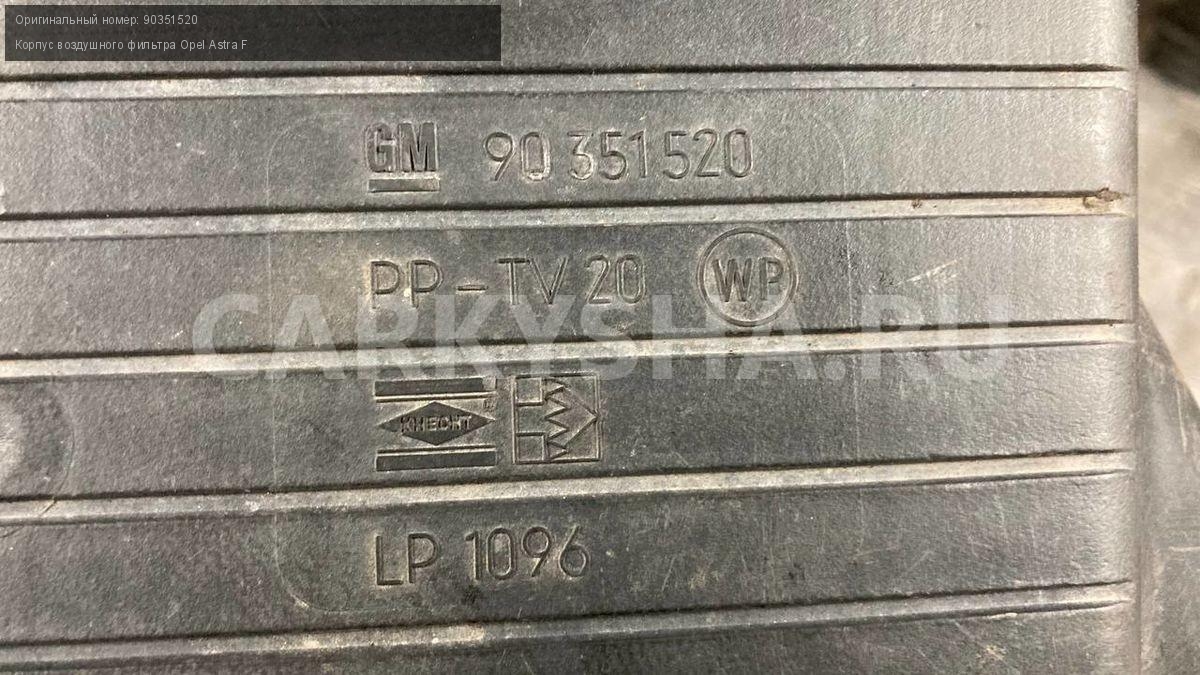 Оригинальный номер: 90351520
Корпус воздушного фильтра Opel Astra F
GM 90 351 520
PP-TV 20 WP
CARKYSHA.RU
KNECHT
LP 1096